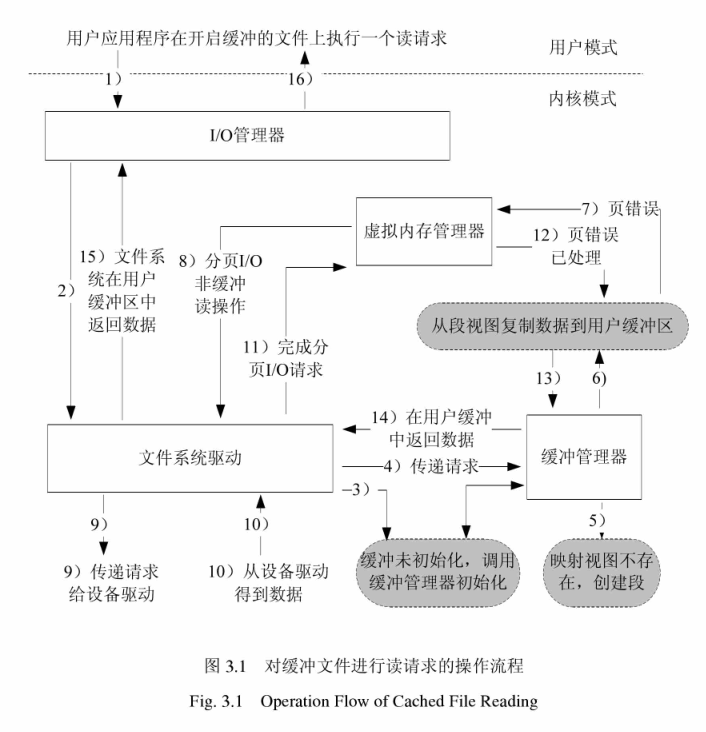 用户应用程序在开启缓冲的文件上执行一个读请求
用户模式
1）
16）
内核模式
I/O管理器
7）页错误
虚拟内存管理器
12）页错误
已处理
15）文件系
统在用户
缓冲区中
返回数据
8）分页I/O
非缓冲
读操作
2）
从段视图复制数据到用户缓冲区
11）完成分
页I/O请求
13）
6)
14）在用户缓冲
中返回数据
文件系统驱动
缓冲管理器
4）传递请求
3）
9）
10）
5）
9）传递请求
给设备驱动
10）从设备驱动
得到数据
缓冲未初始化，调用
缓冲管理器初始化
映射视图不存
在，创建段
图 3.1 对缓冲文件进行读请求的操作流程
Fig. 3.1 Operation Flow of Cached File Reading